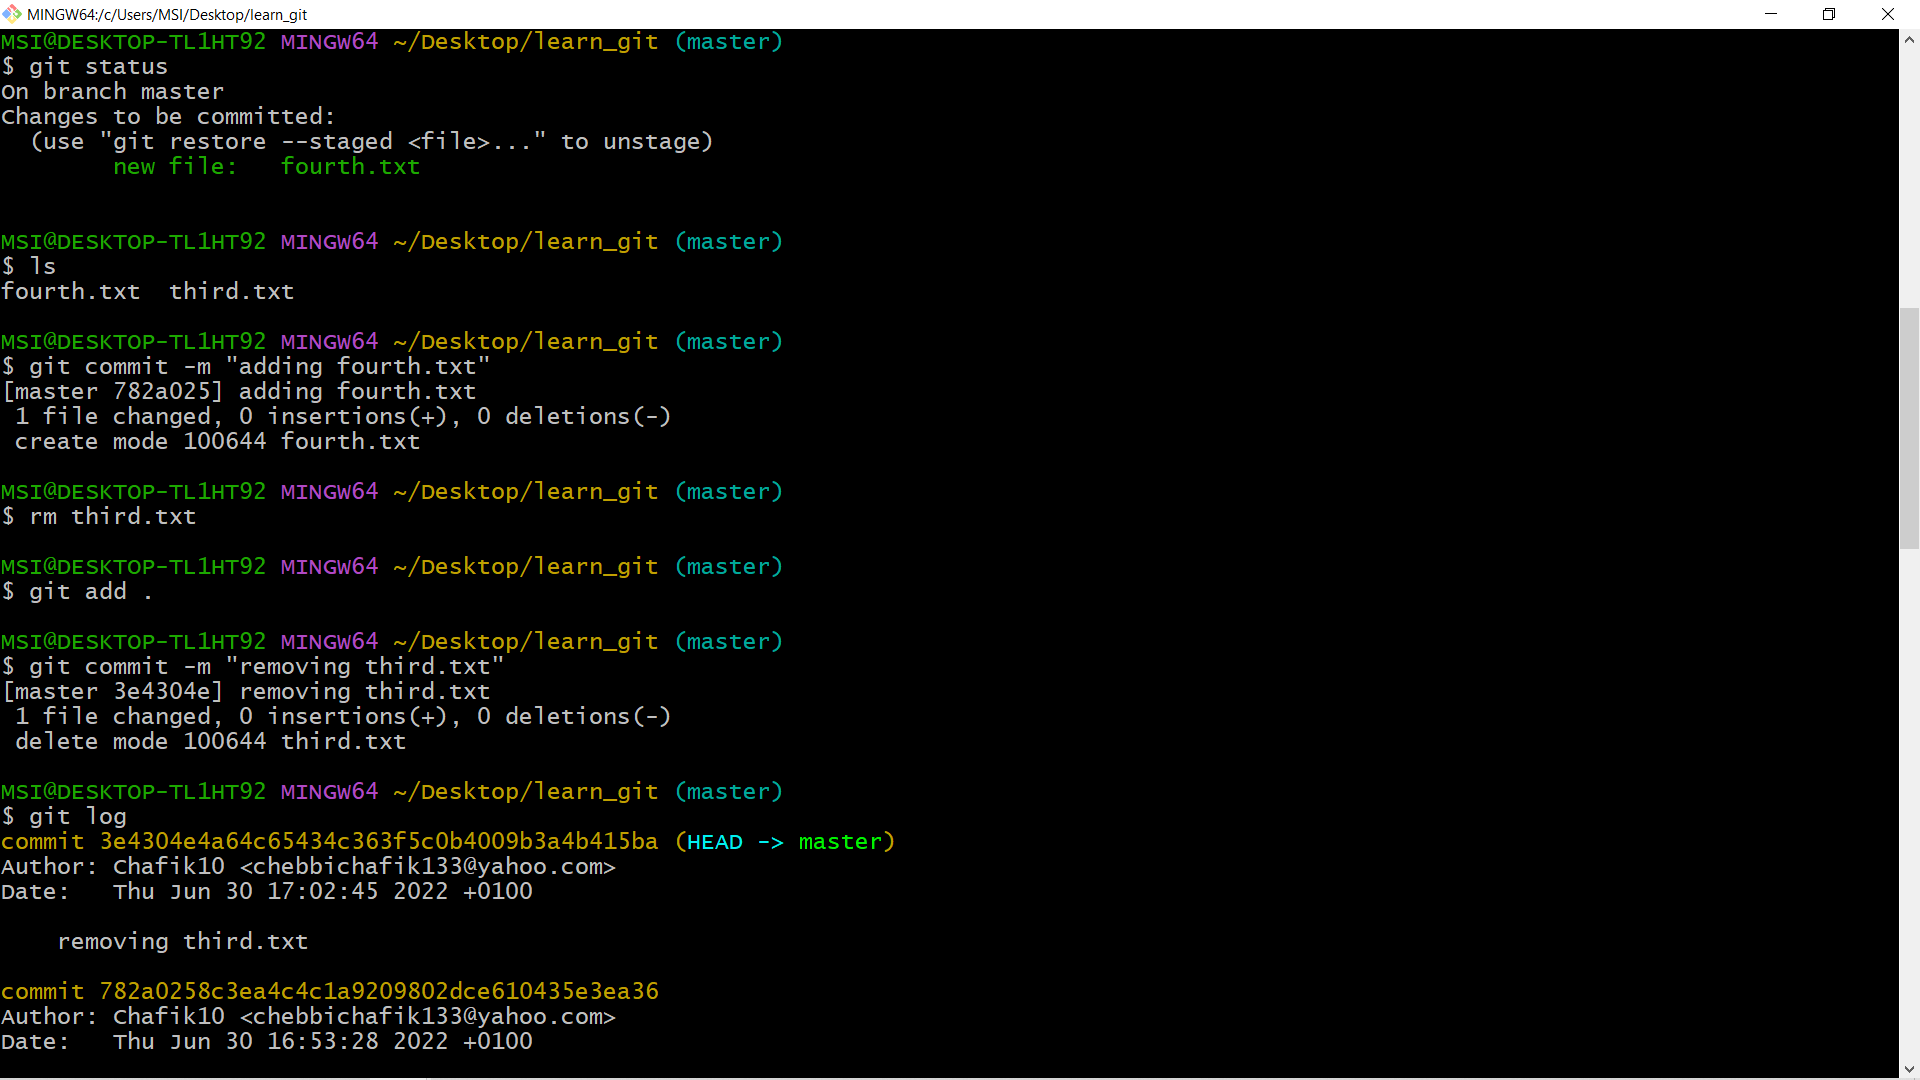 MINGW64:/c/Users/MSI/Desktop/learn_git
MSI@DESKTOP-TL1HT92 MINGW64 ~/Desktop/learn_git (master)
$ git status
On branch master
Changes to be committed:
  (use "git restore --staged <file>..." to unstage)
        new file:   fourth.txt
MSI@DESKTOP-TL1HT92 MINGW64 ~/Desktop/learn_git (master)
$ ls
fourth.txt  third.txt
MSI@DESKTOP-TL1HT92 MINGW64 ~/Desktop/learn_git (master)
$ git commit -m "adding fourth.txt"
[master 782a025] adding fourth.txt
 1 file changed, 0 insertions(+), 0 deletions(-)
 create mode 100644 fourth.txt
MSI@DESKTOP-TL1HT92 MINGW64 ~/Desktop/learn_git (master)
$ rm third.txt
MSI@DESKTOP-TL1HT92 MINGW64 ~/Desktop/learn_git (master)
$ git add .
MSI@DESKTOP-TL1HT92 MINGW64 ~/Desktop/learn_git (master)
$ git commit -m "removing third.txt"
[master 3e4304e] removing third.txt
 1 file changed, 0 insertions(+), 0 deletions(-)
 delete mode 100644 third.txt
MSI@DESKTOP-TL1HT92 MINGW64 ~/Desktop/learn_git (master)
$ git log
commit 3e4304e4a64c65434c363f5c0b4009b3a4b415ba (HEAD -> master)
Author: Chafik10 <chebbichafik133@yahoo.com>
Date:   Thu Jun 30 17:02:45 2022 +0100
    removing third.txt
commit 782a0258c3ea4c4c1a9209802dce610435e3ea36
Author: Chafik10 <chebbichafik133@yahoo.com>
Date:   Thu Jun 30 16:53:28 2022 +0100